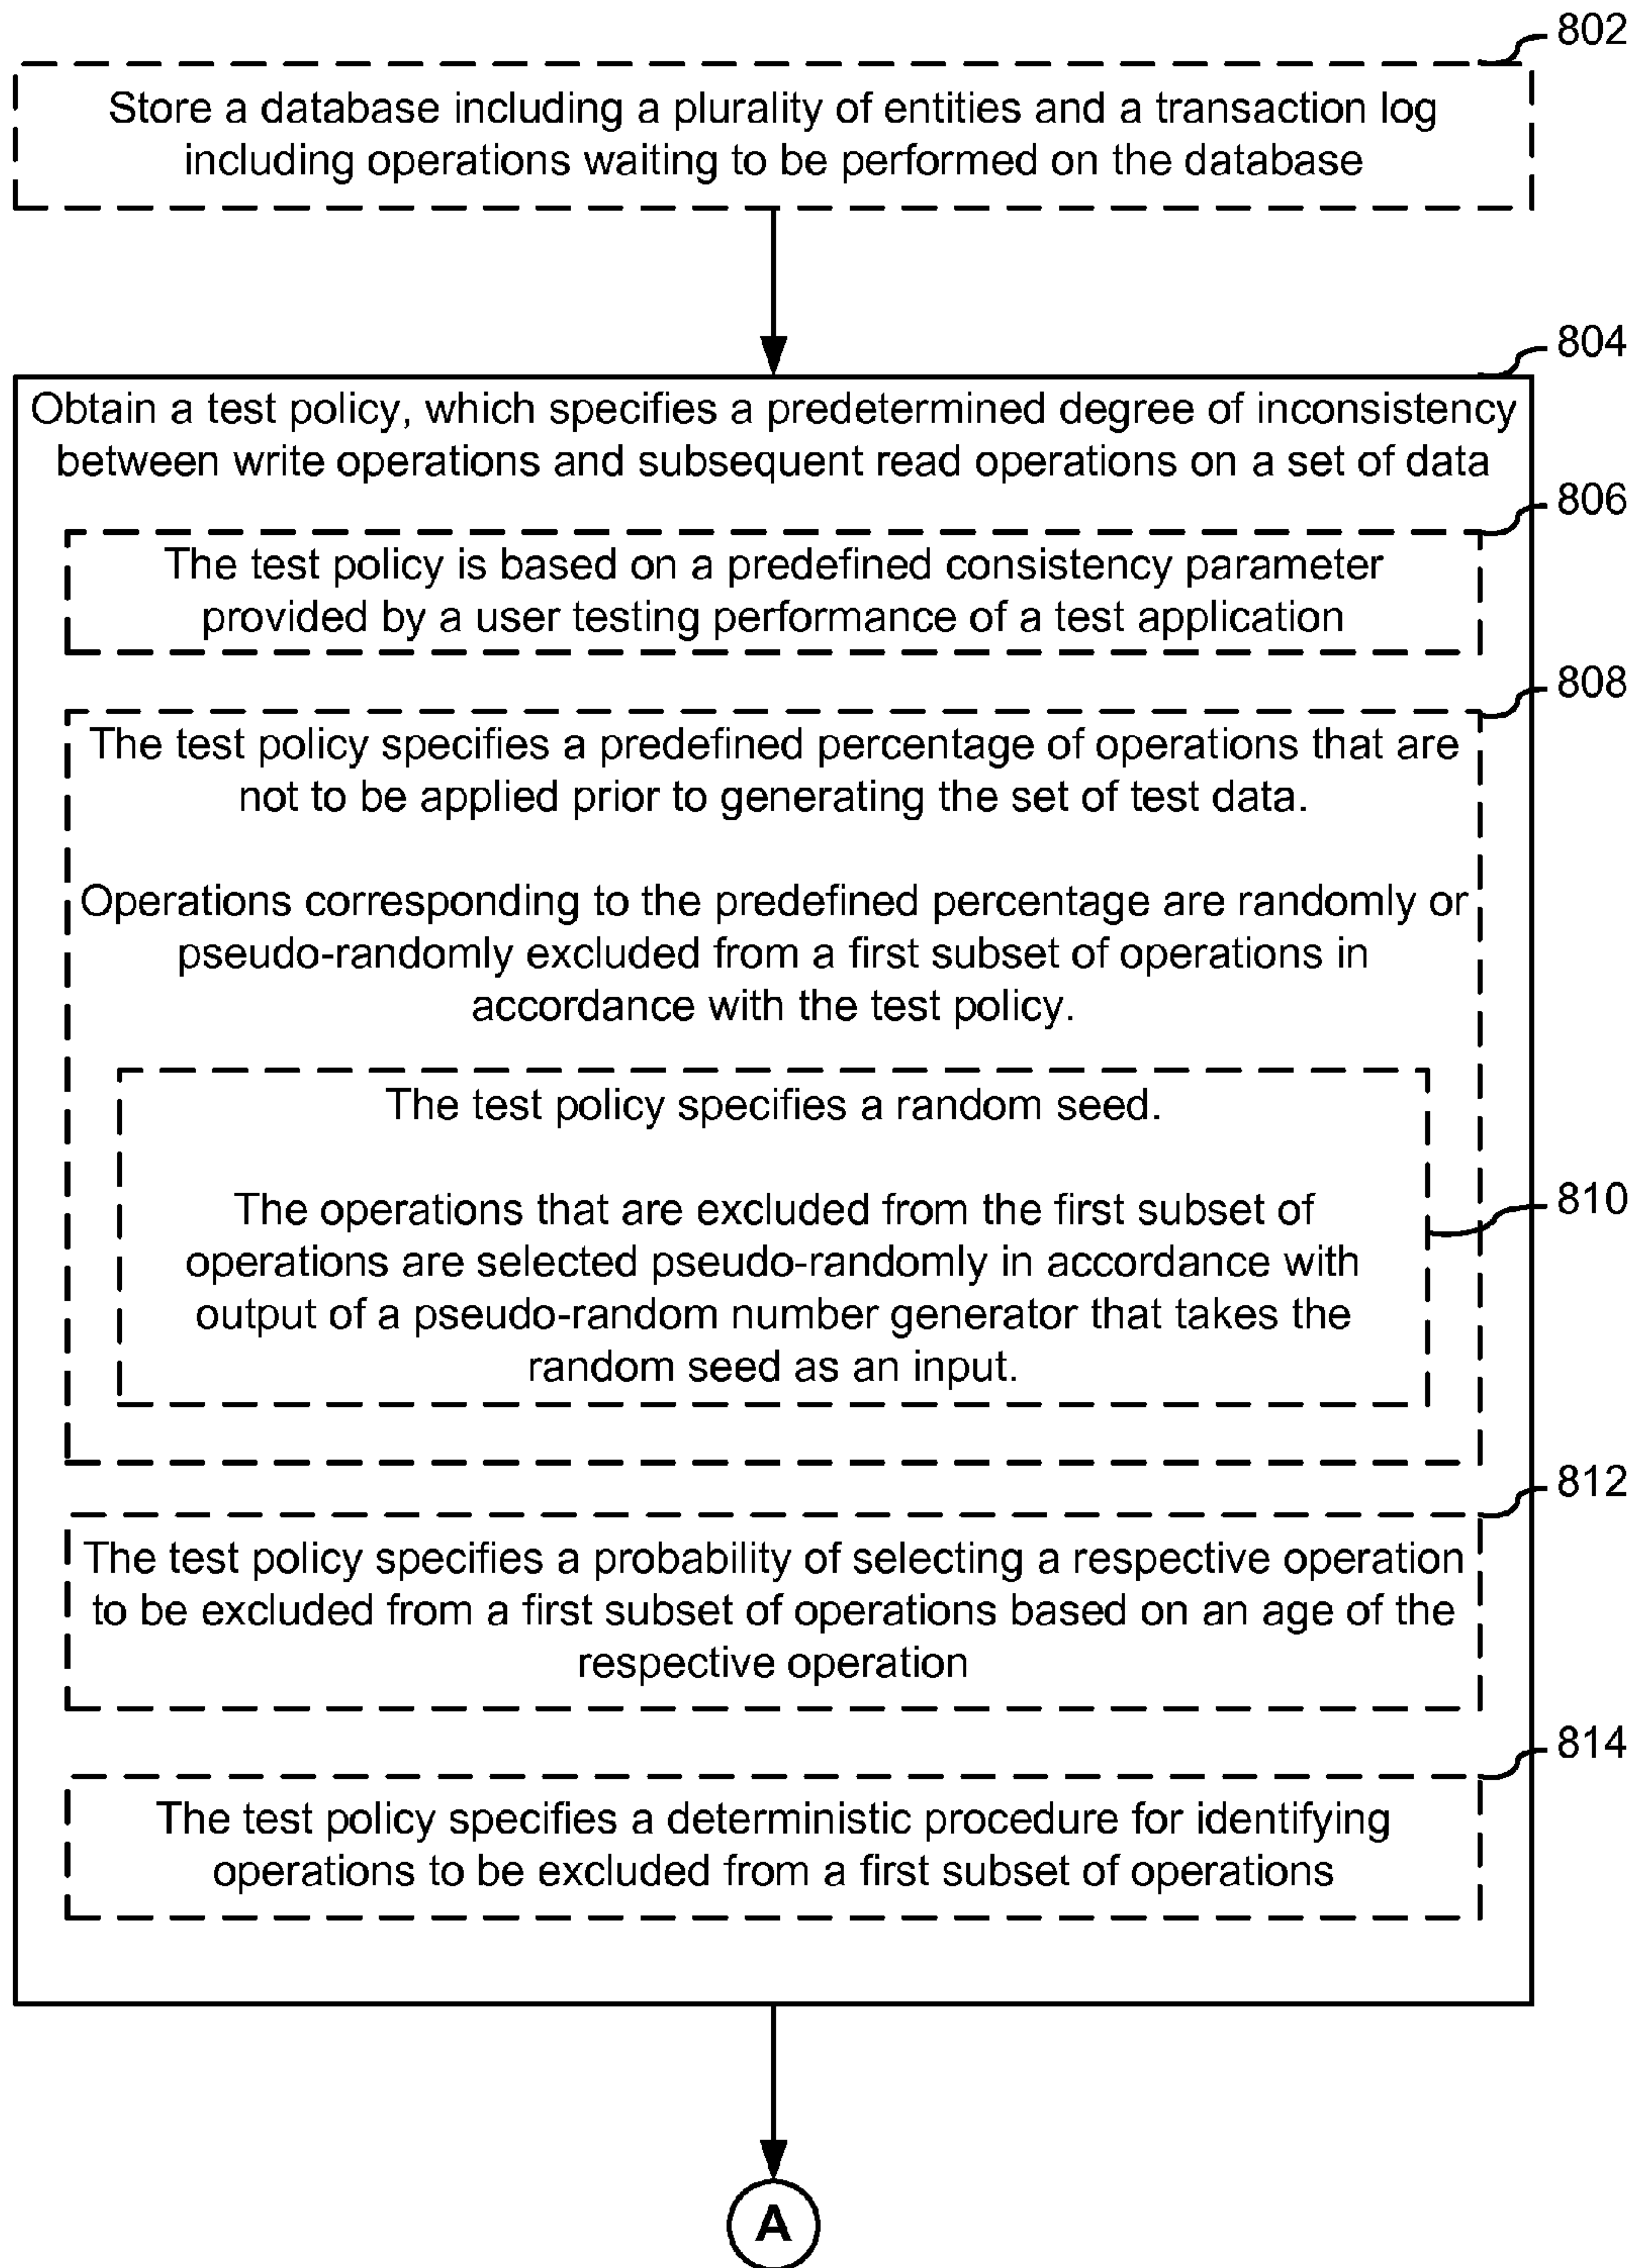 802
Store a database including a plurality of entities and a transaction log
including operations waiting to be performed on the database
804
Obtain a test policy, which specifies a predetermined degree of inconsistency
between write operations and subsequent read operations on a set of data
806
The test policy is based on a predefined consistency parameter
provided by a user testing performance of a test application
808
The test policy specifies a predefined percentage of operations that are
not to be applied prior to generating the set of test data.
Operations corresponding to the predefined percentage are randomly or
pseudo-randomly excluded from a first subset of operations in
accordance with the test policy.
The test policy specifies a random seed.
810
The operations that are excluded from the first subset of
operations are selected pseudo-randomly in accordance with
output of a pseudo-random number generator that takes the
random seed as an input.
812
The test policy specifies a probability of selecting a respective operation
to be excluded from a first subset of operations based on an age of the
respective operation
814
The test policy specifies a deterministic procedure for identifying
operations to be excluded from a first subset of operations
A